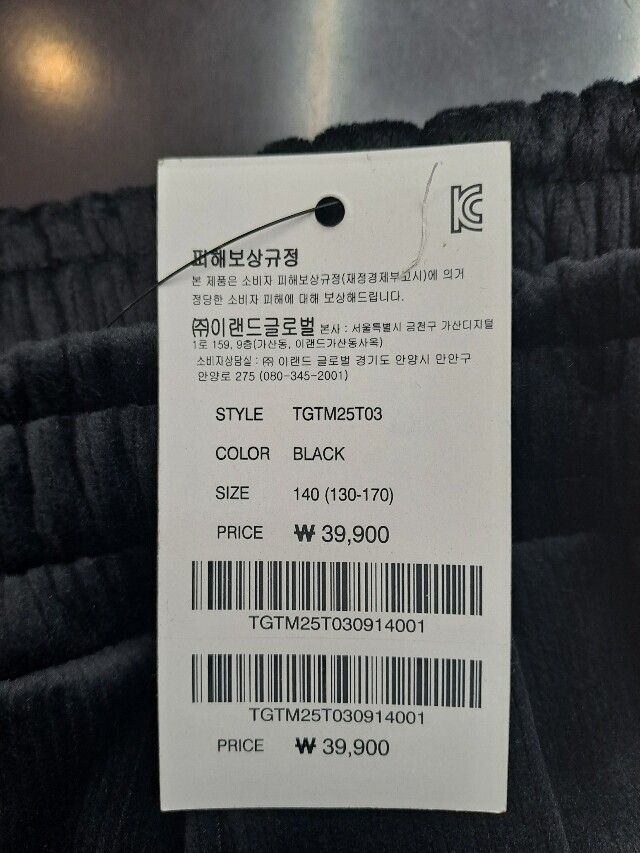 피해보상규정
본 제품은 소비자 피해보상규정(재정경제부고시)에 의거
정당한 소비자 피해에 대해 보상해드립니다.
㈜이랜드글로벌 본사 : 서울특별시 금천구 가산디지털
1로 159, 9층(가산동, 이랜드가산동사옥)
소비자상담실 : ㈜ 이랜드 글로벌 경기도 안양시 만안구
안양로 275 (080-345-2001)
STYLE TGTM25T03
COLOR BLACK
SIZE 140 (130-170)
PRICE ₩ 39,900
TGTM25T030914001
TGTM25T030914001
PRICE ₩ 39,900